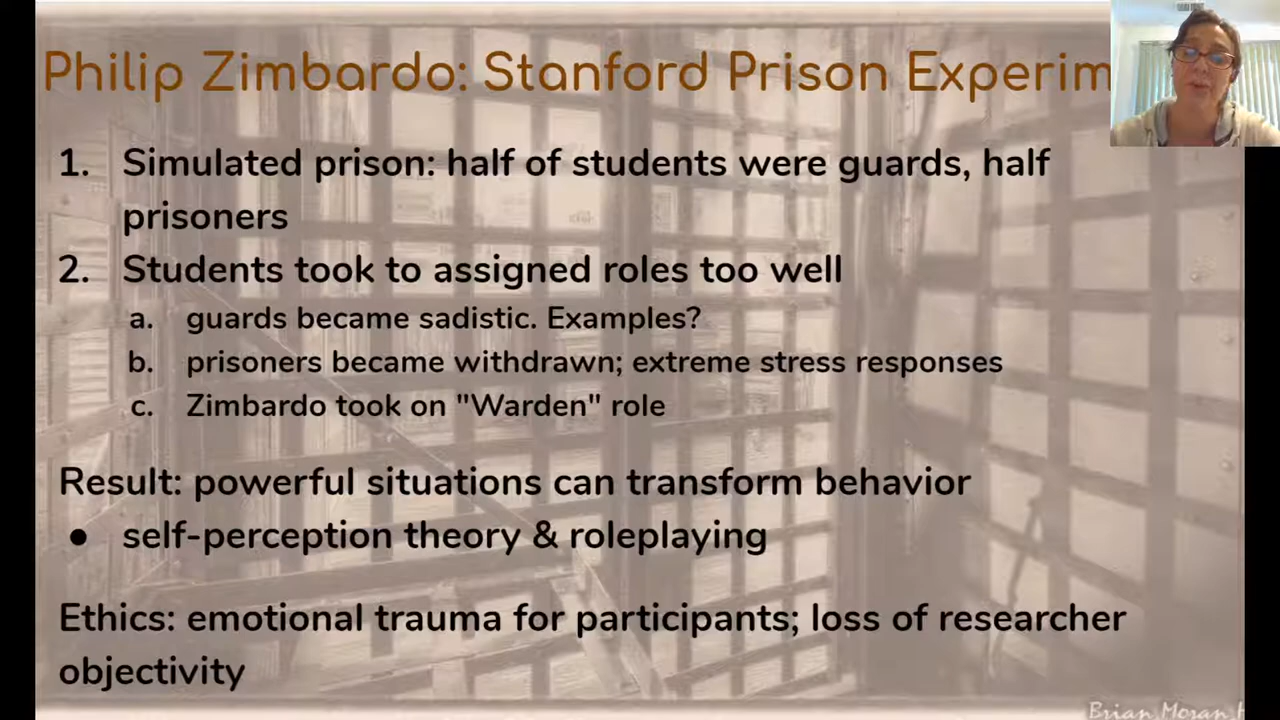 Philip Zimbardo: Stanford Prison Experim
1. Simulated prison: half of students were guards, half
prisoners
2. Students took to assigned roles too well
a. guards became sadistic. Examples?
b. prisoners became withdrawn; extreme stress responses
c. Zimbardo took on "Warden" role
Result: powerful situations can transform behavior
● self-perception theory & roleplaying
Ethics: emotional trauma for participants; loss of researcher
objectivity
Brian Moran